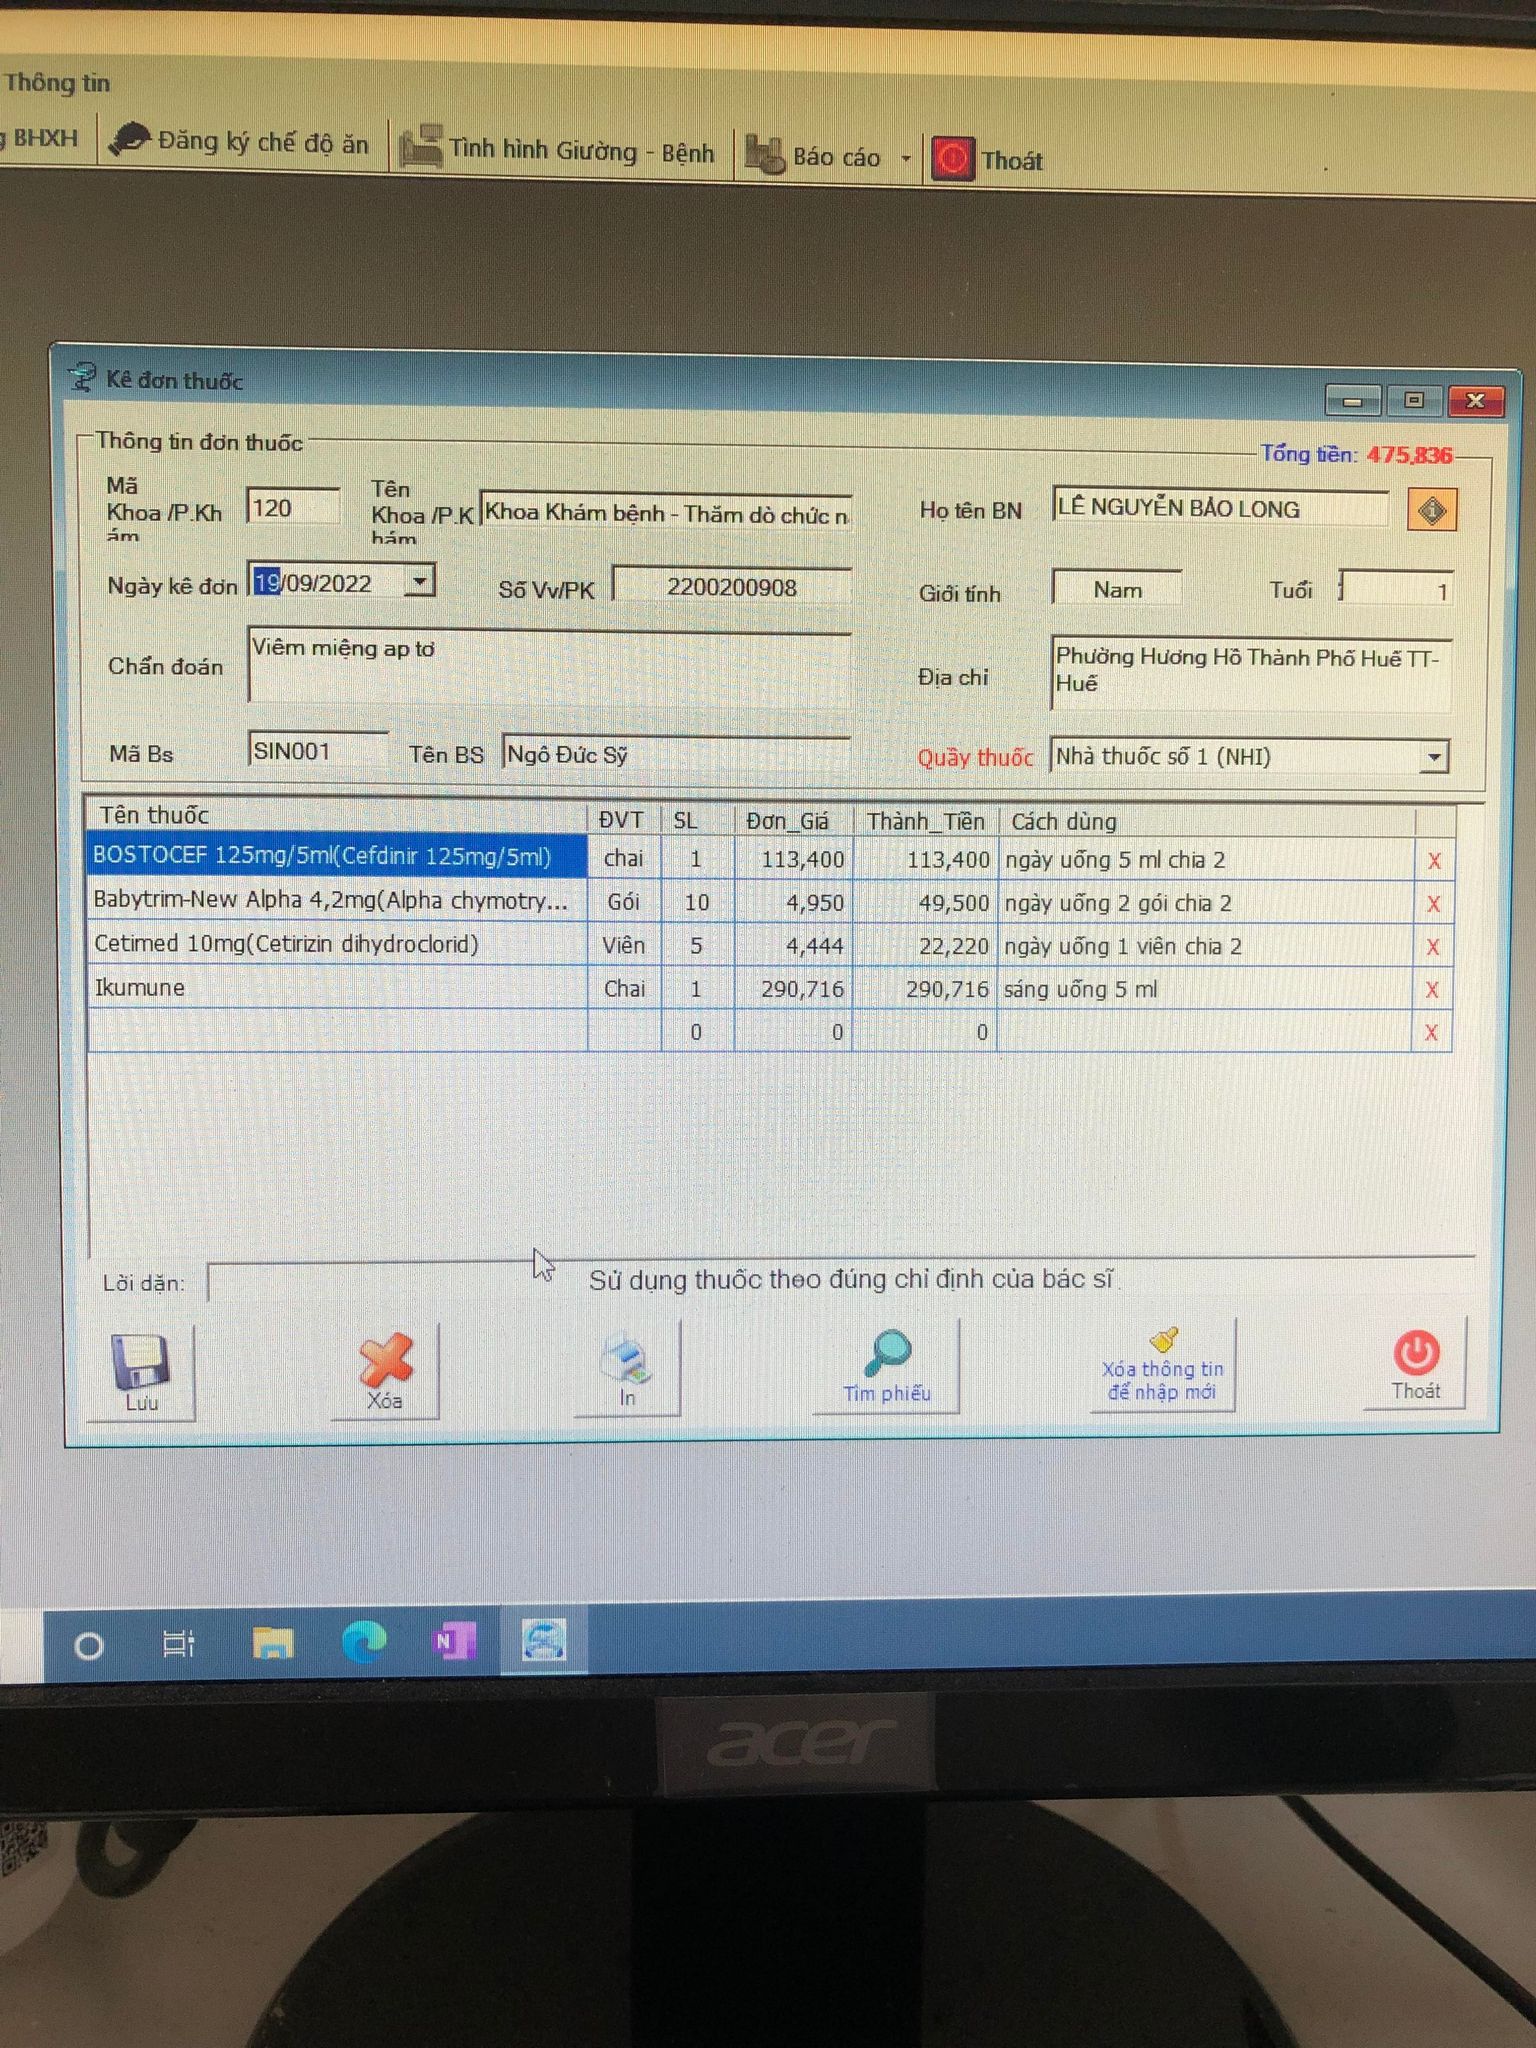 Thông tin
BHXH
Đăng ký chế độ ăn
Tình hình Giường - Bệnh
Báo cáo
Thoát
Kê đơn thuốc
Thông tin đơn thuốc
Tổng tiền: 475,836
Mã Khoa /P.Kh ám
120
Tên Khoa /P.K hám
Khoa Khám bệnh - Thăm dò chức n
Họ tên BN
LÊ NGUYỄN BẢO LONG
Ngày kê đơn
19/09/2022
Số Vv/PK
2200200908
Giới tính
Nam
Tuổi
1
Chẩn đoán
Viêm miệng ap tơ
Địa chỉ
Phường Hương Hồ Thành Phố Huế TT-
Huế
Mã Bs
SIN001
Tên BS
Ngô Đức Sỹ
Quầy thuốc
Nhà thuốc số 1 (NHI)
Tên thuốc ĐVT SL Đơn_Giá Thành_Tiền Cách dùng
BOSTOCEF 125mg/5ml(Cefdinir 125mg/5ml) chai 1 113,400 113,400 ngày uống 5 ml chia 2 X
Babytrim-New Alpha 4,2mg(Alpha chymotry... Gói 10 4,950 49,500 ngày uống 2 gói chia 2 X
Cetimed 10mg(Cetirizin dihydroclorid) Viên 5 4,444 22,220 ngày uống 1 viên chia 2 X
Ikumune Chai 1 290,716 290,716 sáng uống 5 ml X
0 0 0 X
Lời dặn:
Sử dụng thuốc theo đúng chỉ định của bác sĩ
Lưu
Xóa
In
Tìm phiếu
Xóa thông tin
để nhập mới
Thoát
N
acer